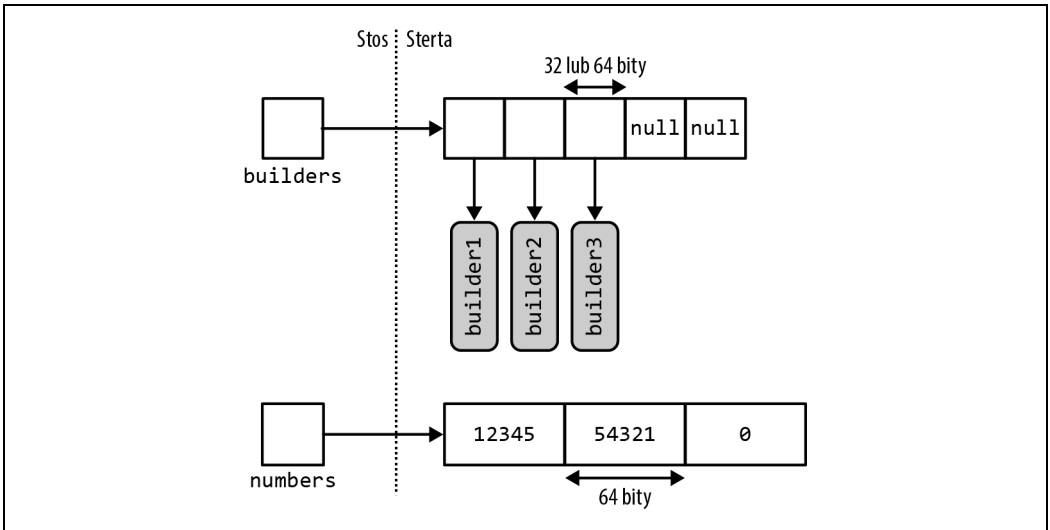 Stos Sterta
32 lub 64 bity
null null
builders
builder1 builder2 builder3
12345 54321 0
numbers
64 bity